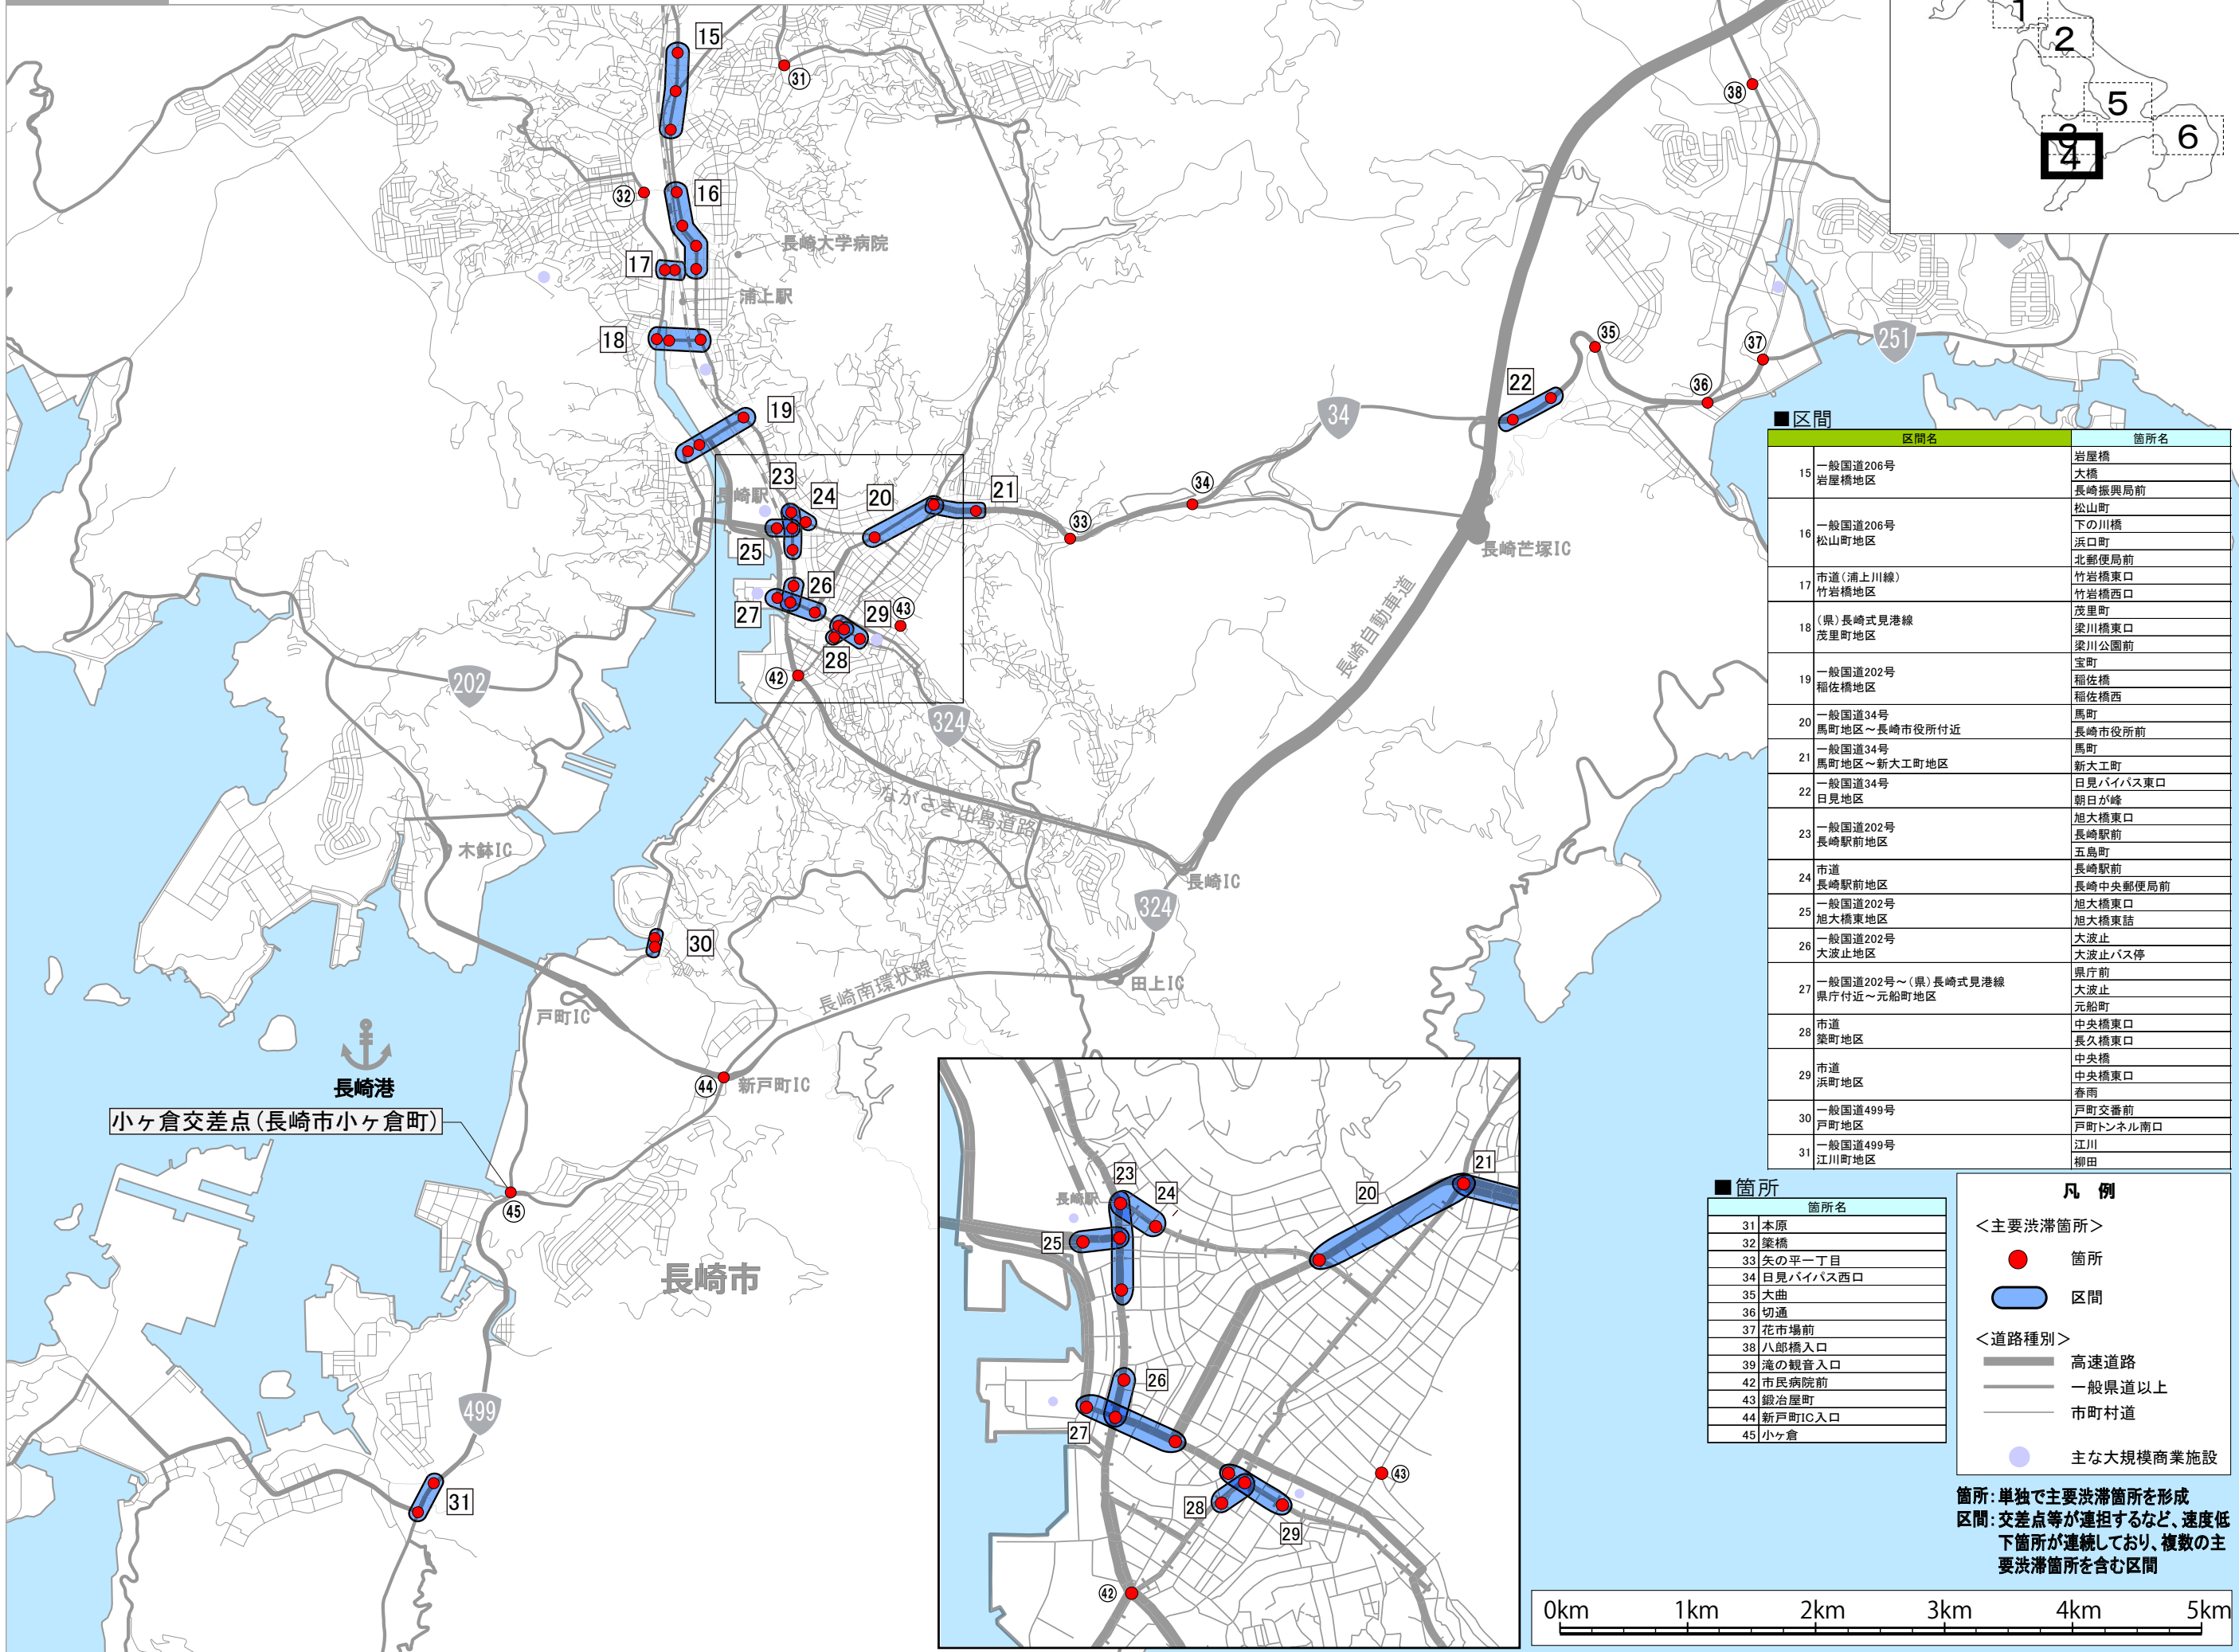 15
31
1
2
5
3
4
6
38
16
32
長崎大学病院
17
浦上駅
18
35
37
251
36
22
19
34
23
24
20
34
21
長崎駅
33
25
長崎芒塚IC
26
27
29
43
28
42
長崎自動車道
202
324
ながさき出島道路
木鉢IC
長崎IC
324
30
長崎南環状線
田上IC
戸町IC
長崎港
44
新戸町IC
小ヶ倉交差点(長崎市小ヶ倉町)
45
長崎市
499
31
23
長崎駅
24
25
20
21
26
27
28
29
43
42
■区間
区間名 箇所名
15 一般国道206号 岩屋橋地区
岩屋橋
大橋
長崎振興局前
16 一般国道206号 松山町地区
松山町
下の川橋
浜口町
北郵便局前
17 市道(浦上川線) 竹岩橋地区
竹岩橋東口
竹岩橋西口
18 (県)長崎式見港線 茂里町地区
茂里町
梁川橋東口
梁川公園前
19 一般国道202号 稲佐橋地区
宝町
稲佐橋
稲佐橋西
20 一般国道34号 馬町地区~長崎市役所付近
馬町
長崎市役所前
21 一般国道34号 馬町地区~新大工町地区
馬町
新大工町
22 一般国道34号 日見地区
日見バイパス東口
朝日が峰
23 一般国道202号 長崎駅前地区
旭大橋東口
長崎駅前
五島町
24 市道 長崎駅前地区
長崎駅前
長崎中央郵便局前
25 一般国道202号 旭大橋東地区
旭大橋東口
旭大橋東詰
26 一般国道202号 大波止地区
大波止
大波止バス停
27 一般国道202号~(県)長崎式見港線 県庁付近~元船町地区
県庁前
大波止
元船町
28 市道 築町地区
中央橋東口
長久橋東口
29 市道 浜町地区
中央橋
中央橋東口
春雨
30 一般国道499号 戸町地区
戸町交番前
戸町トンネル南口
31 一般国道499号 江川町地区
江川
柳田
■箇所
箇所名
31 本原
32 簗橋
33 矢の平一丁目
34 日見バイパス西口
35 大曲
36 切通
37 花市場前
38 八郎橋入口
39 滝の観音入口
42 市民病院前
43 鍛冶屋町
44 新戸町IC入口
45 小ヶ倉
凡 例
<主要渋滞箇所>
箇所
区間
<道路種別>
高速道路
一般県道以上
市町村道
主な大規模商業施設
箇所:単独で主要渋滞箇所を形成
区間:交差点等が連担するなど、速度低
下箇所が連続しており、複数の主
要渋滞箇所を含む区間
0km 1km 2km 3km 4km 5km